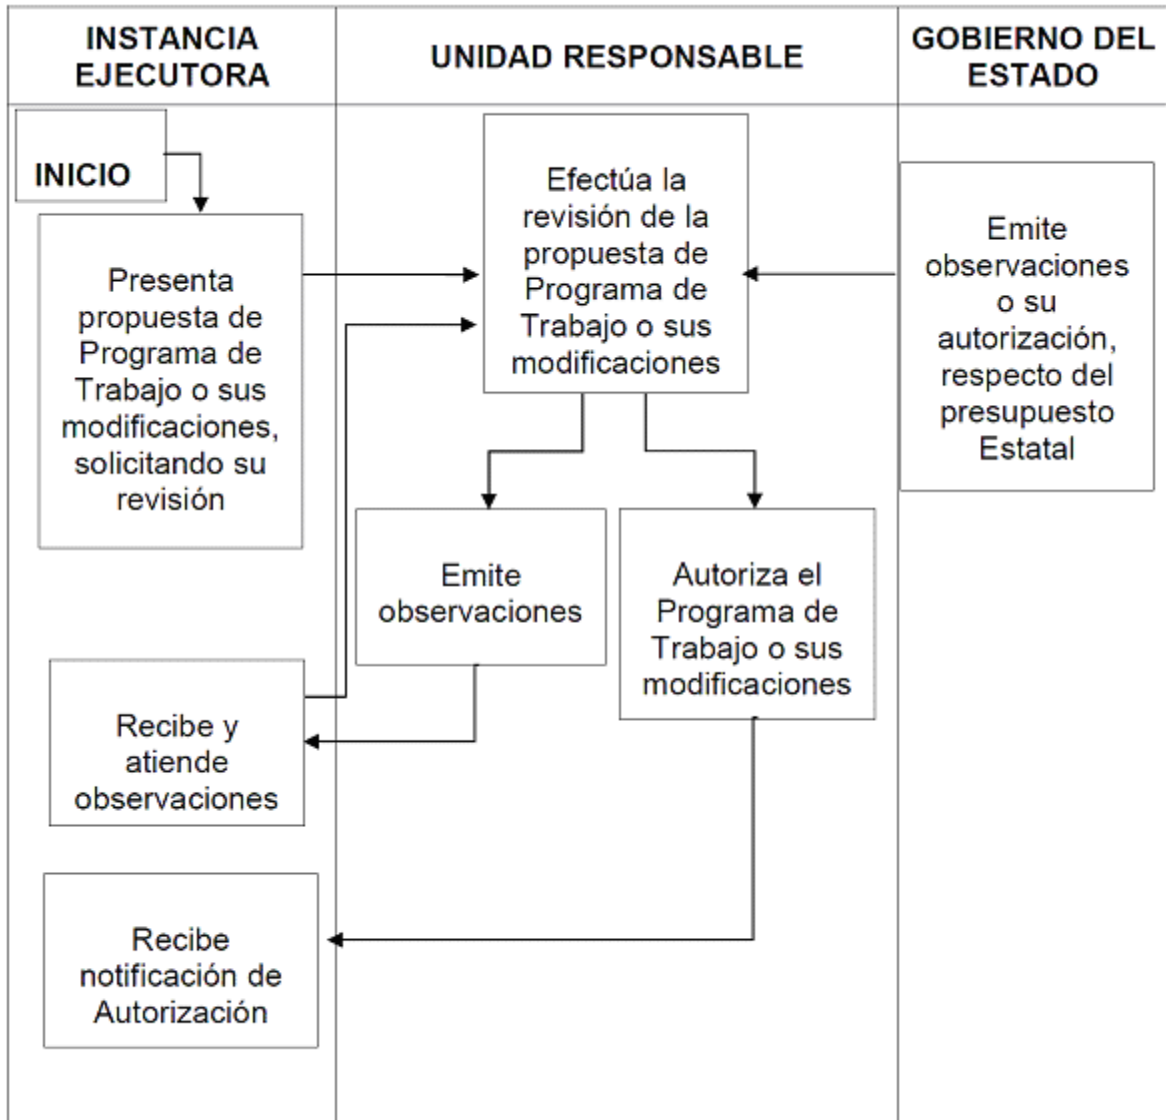 INSTANCIA
EJECUTORA
UNIDAD RESPONSABLE
GOBIERNO DEL
ESTADO
INICIO
Presenta
propuesta de
Programa de
Trabajo o sus
modificaciones,
solicitando su
revisión
Efectúa la
revisión de la
propuesta de
Programa de
Trabajo o sus
modificaciones
Emite
observaciones
o su
autorización,
respecto del
presupuesto
Estatal
Emite
observaciones
Autoriza el
Programa de
Trabajo o sus
modificaciones
Recibe y
atiende
observaciones
Recibe
notificación de
Autorización